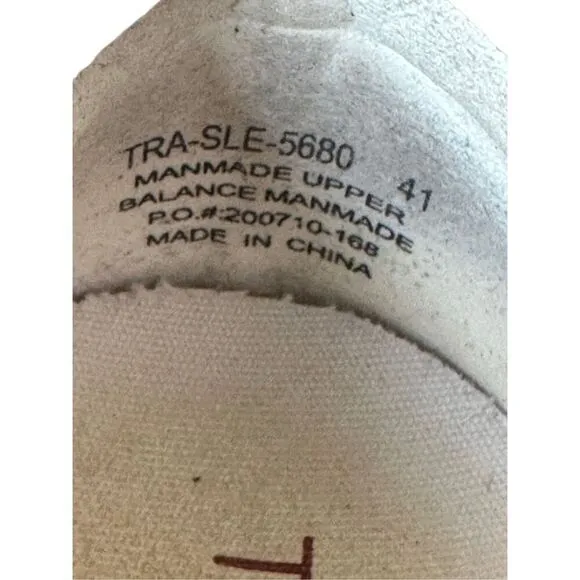 TRA-SLE-5680 41
MANMADE UPPER
BALANCE MANMADE
P.O.#:200710-168
MADE IN CHINA